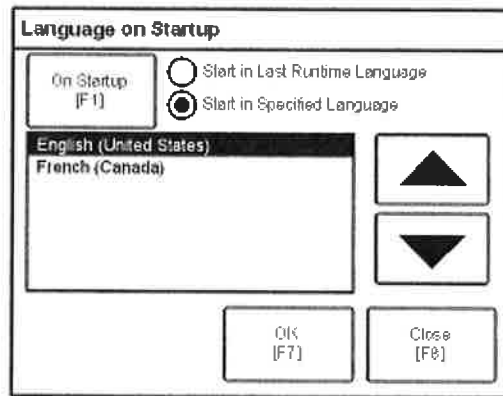 Language on Startup
On Startup
[F1]
Start in Last Runtime Language
Start in Specified Language
English (United States)
French (Canada)
OK
[F7]
Close
[F8]